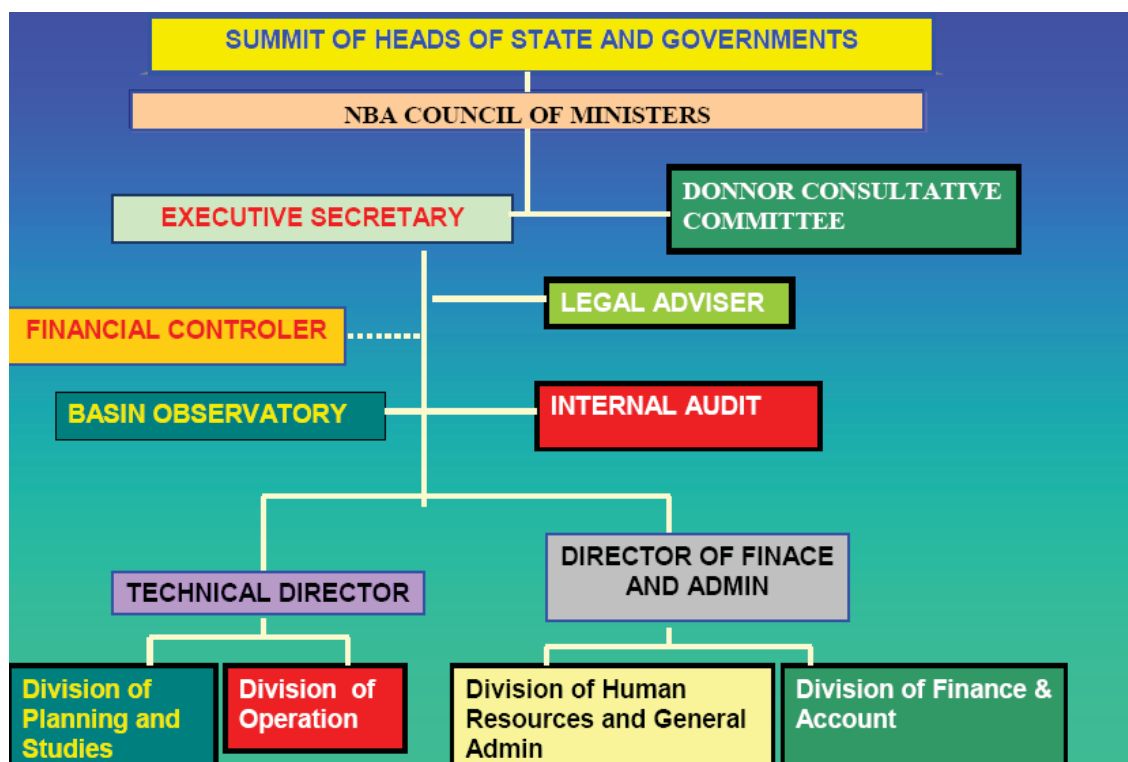 SUMMIT OF HEADS OF STATE AND GOVERNMENTS
NBA COUNCIL OF MINISTERS
DONNOR CONSULTATIVE
COMMITTEE
EXECUTIVE SECRETARY
LEGAL ADVISER
FINANCIAL CONTROLER
BASIN OBSERVATORY
INTERNAL AUDIT
TECHNICAL DIRECTOR
DIRECTOR OF FINACE
AND ADMIN
Division of
Planning and
Studies
Division of
Operation
Division of Human
Resources and General
Admin
Division of Finance &
Account